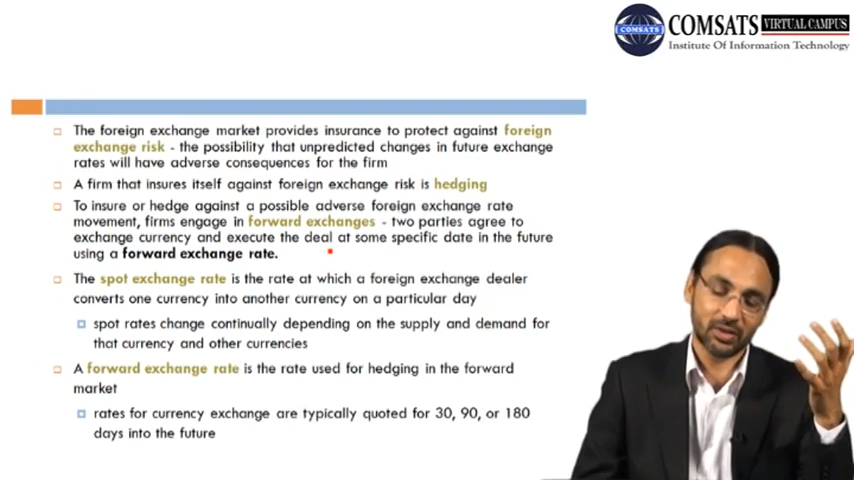 COMSATS VIRTUAL CAMPUS
COMSATS
Institute Of Information Technology
The foreign exchange market provides insurance to protect against foreign
exchange risk - the possibility that unpredicted changes in future exchange
rates will have adverse consequences for the firm
A firm that insures itself against foreign exchange risk is hedging
To insure or hedge against a possible adverse foreign exchange rate
movement, firms engage in forward exchanges - two parties agree to
exchange currency and execute the deal at some specific date in the future
using a forward exchange rate.
The spot exchange rate is the rate at which a foreign exchange dealer
converts one currency into another currency on a particular day
spot rates change continually depending on the supply and demand for
that currency and other currencies
A forward exchange rate is the rate used for hedging in the forward
market
rates for currency exchange are typically quoted for 30, 90, or 180
days into the future